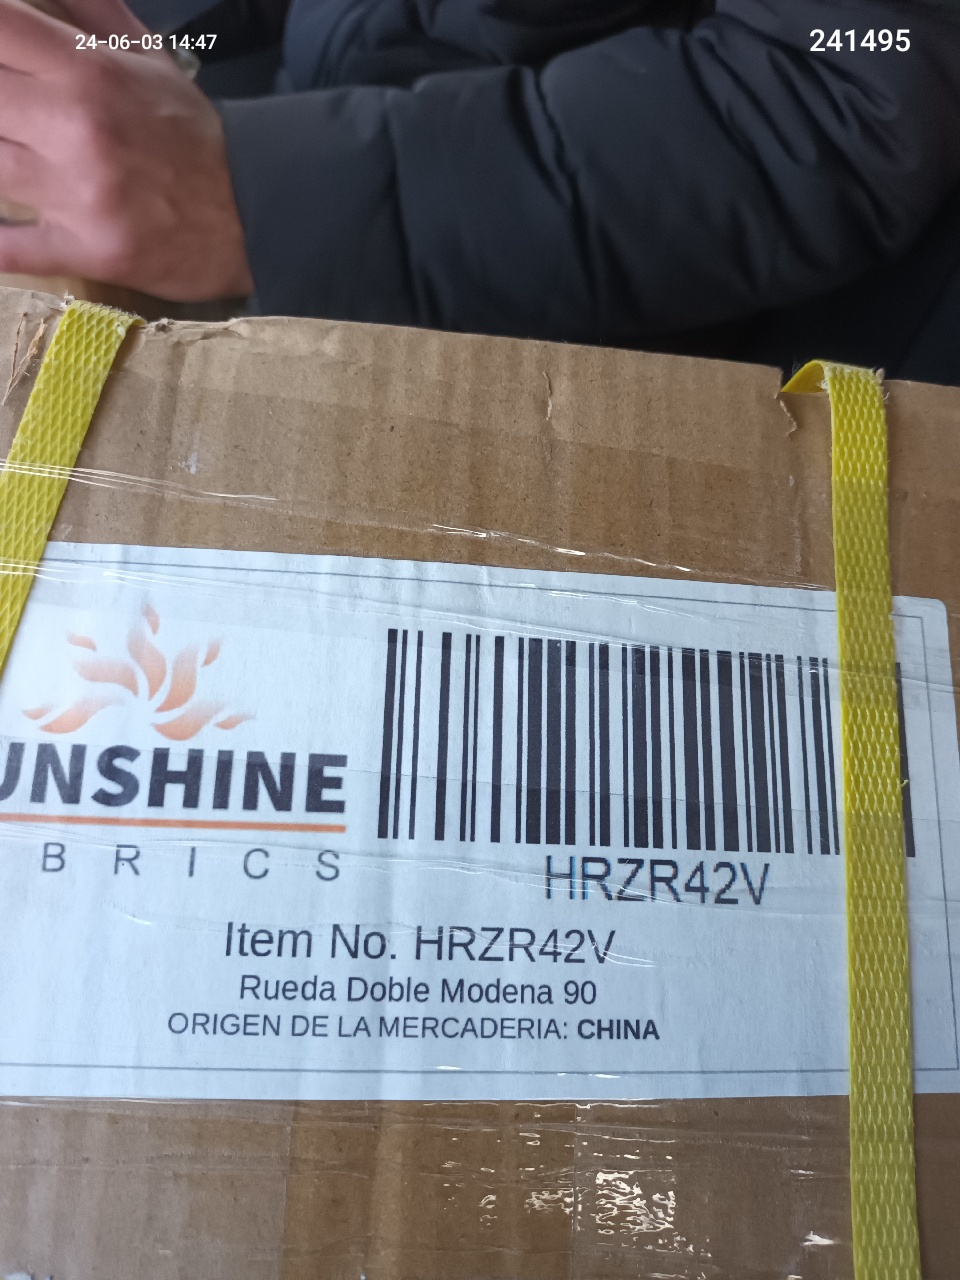 24-06-03 14:47
241495
UNSHINE
BRICS
HRZR42V
Item No. HRZR42V
Rueda Doble Modena 90
ORIGEN DE LA MERCADERIA: CHINA